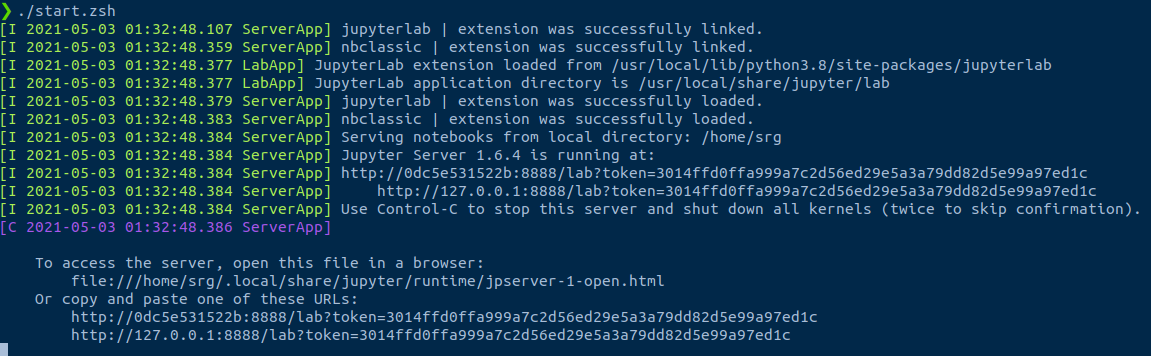 ❯ ./start.zsh
[I 2021-05-03 01:32:48.107 ServerApp] jupyterlab | extension was successfully linked.
[I 2021-05-03 01:32:48.359 ServerApp] nbclassic | extension was successfully linked.
[I 2021-05-03 01:32:48.377 LabApp] JupyterLab extension loaded from /usr/local/lib/python3.8/site-packages/jupyterlab
[I 2021-05-03 01:32:48.377 LabApp] JupyterLab application directory is /usr/local/share/jupyter/lab
[I 2021-05-03 01:32:48.379 ServerApp] jupyterlab | extension was successfully loaded.
[I 2021-05-03 01:32:48.383 ServerApp] nbclassic | extension was successfully loaded.
[I 2021-05-03 01:32:48.384 ServerApp] Serving notebooks from local directory: /home/srg
[I 2021-05-03 01:32:48.384 ServerApp] Jupyter Server 1.6.4 is running at:
[I 2021-05-03 01:32:48.384 ServerApp] http://0dc5e531522b:8888/lab?token=3014ffd0ffa999a7c2d56ed29e5a3a79dd82d5e99a97ed1c
[I 2021-05-03 01:32:48.384 ServerApp]     http://127.0.0.1:8888/lab?token=3014ffd0ffa999a7c2d56ed29e5a3a79dd82d5e99a97ed1c
[I 2021-05-03 01:32:48.384 ServerApp] Use Control-C to stop this server and shut down all kernels (twice to skip confirmation).
[C 2021-05-03 01:32:48.386 ServerApp]
    To access the server, open this file in a browser:
        file:///home/srg/.local/share/jupyter/runtime/jpserver-1-open.html
    Or copy and paste one of these URLs:
        http://0dc5e531522b:8888/lab?token=3014ffd0ffa999a7c2d56ed29e5a3a79dd82d5e99a97ed1c
        http://127.0.0.1:8888/lab?token=3014ffd0ffa999a7c2d56ed29e5a3a79dd82d5e99a97ed1c